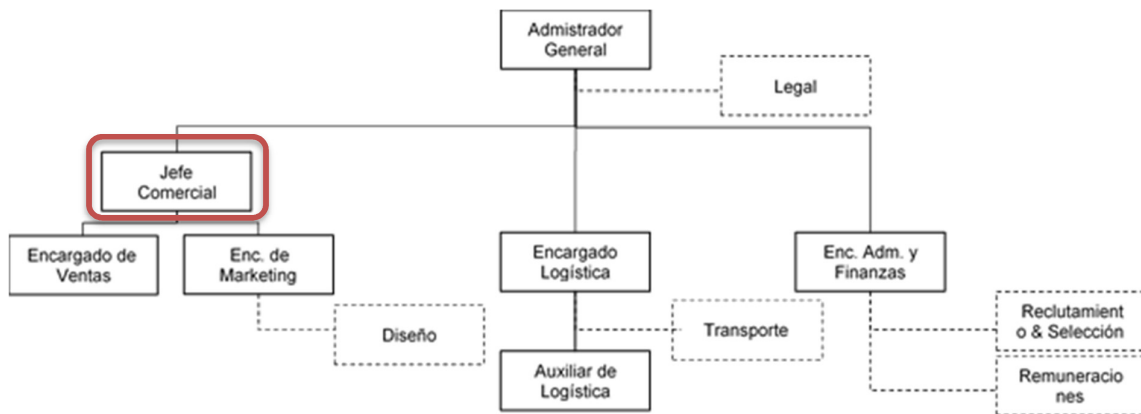 Admistrador
General
Legal
Jefe
Comercial
Encargado de
Ventas
Enc. de
Marketing
Encargado
Logística
Enc. Adm. y
Finanzas
Diseño
Transporte
Reclutamient
o & Selección
Auxiliar de
Logística
Remuneracio
nes